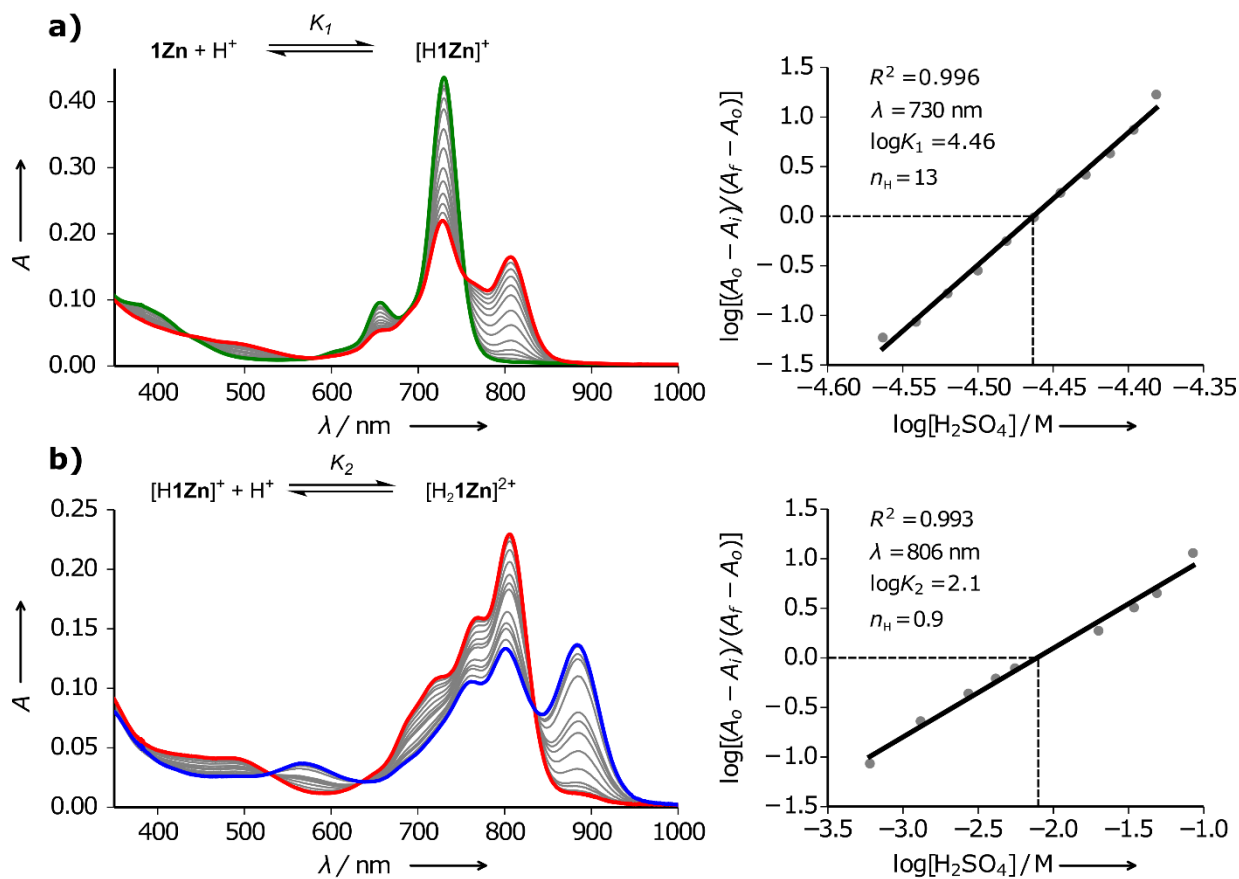 a)
K₁
1Zn + H⁺ [H1Zn]⁺
0.40
0.30
0.20
0.10
0.00
A
400 500 600 700 800 900 1000
λ / nm
1.5
1.0
0.5
0.0
−0.5
−1.0
−1.5
log[(Aₒ − Aᵢ)/(A_f − Aₒ)]
R² = 0.996
λ = 730 nm
logK₁ = 4.46
n_H = 13
−4.60 −4.55 −4.50 −4.45 −4.40 −4.35
log[H₂SO₄] / M
b)
K₂
[H1Zn]⁺ + H⁺ [H₂1Zn]²⁺
0.25
0.20
0.15
0.10
0.05
0.00
A
400 500 600 700 800 900 1000
λ / nm
1.5
1.0
0.5
0.0
−0.5
−1.0
−1.5
log[(Aₒ − Aᵢ)/(A_f − Aₒ)]
R² = 0.993
λ = 806 nm
logK₂ = 2.1
n_H = 0.9
−3.5 −3.0 −2.5 −2.0 −1.5 −1.0
log[H₂SO₄] / M